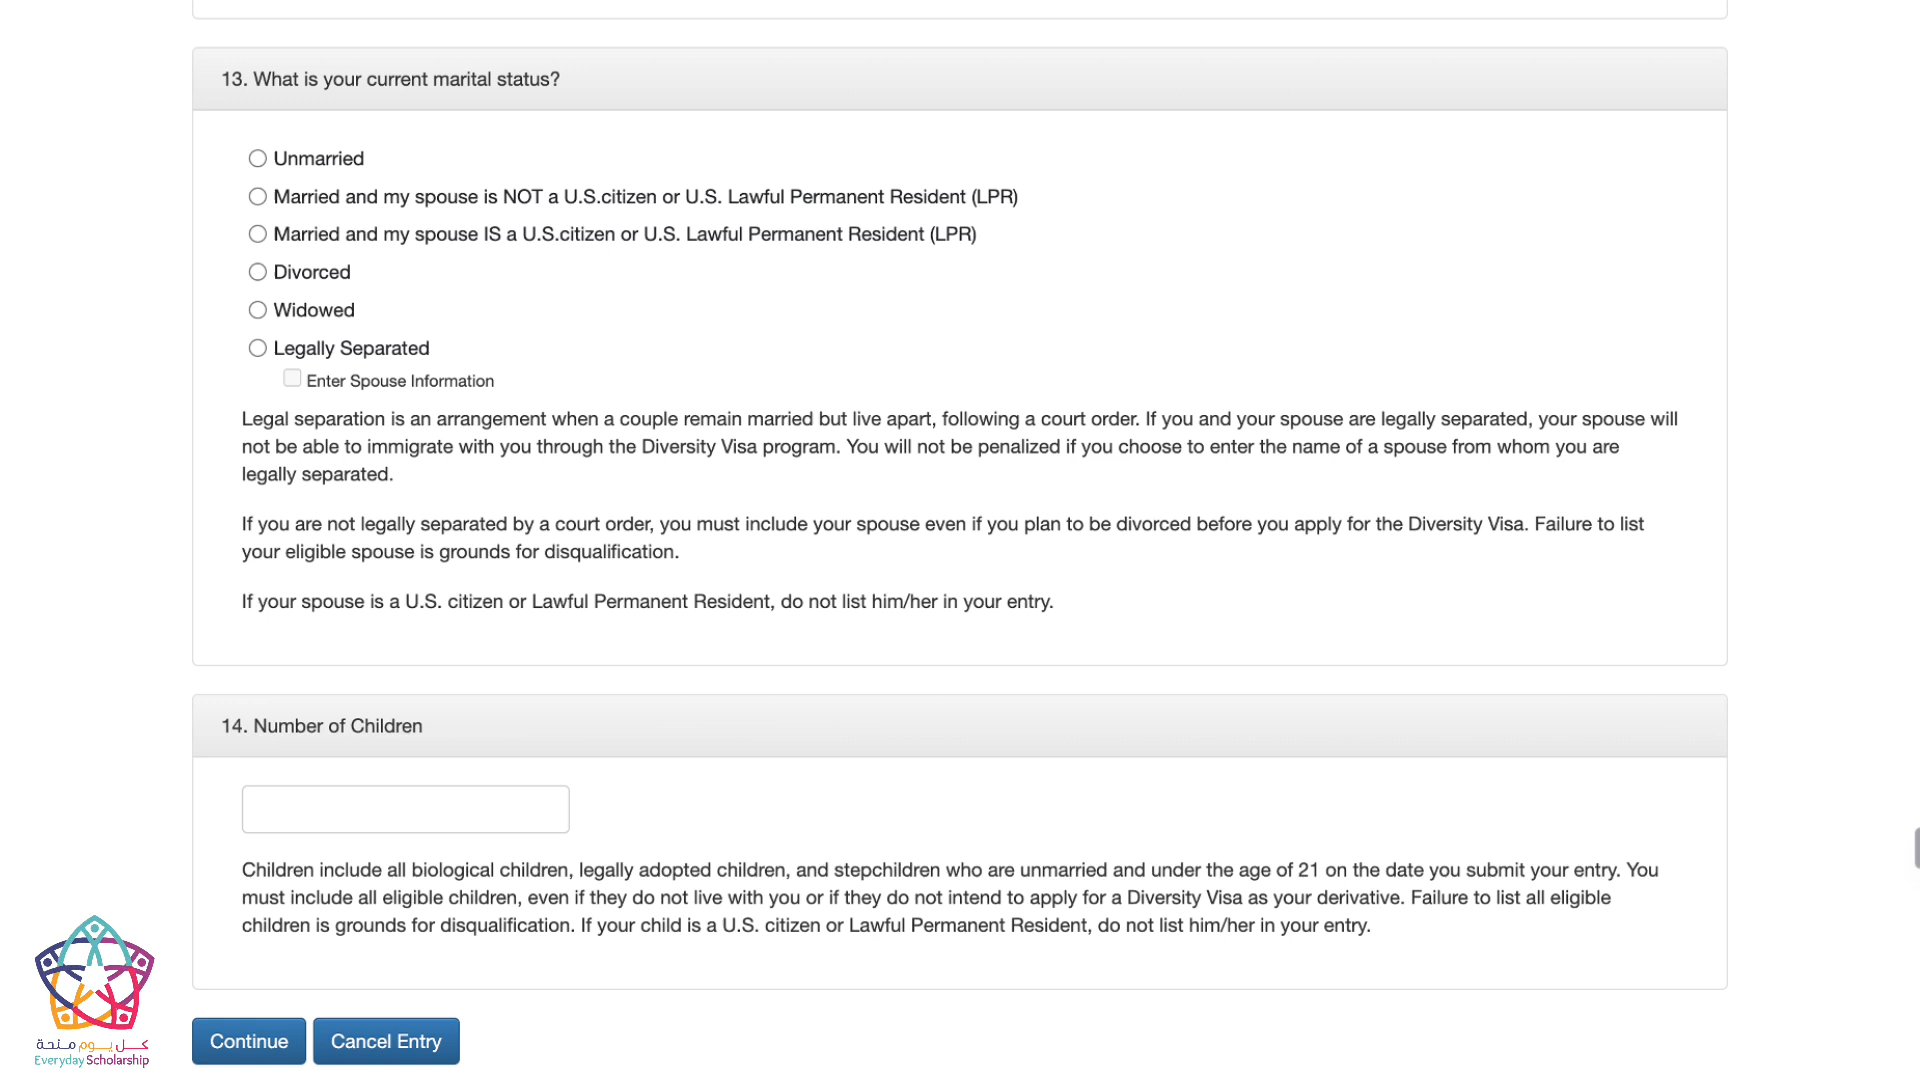 13. What is your current marital status?
Unmarried
Married and my spouse is NOT a U.S.citizen or U.S. Lawful Permanent Resident (LPR)
Married and my spouse IS a U.S.citizen or U.S. Lawful Permanent Resident (LPR)
Divorced
Widowed
Legally Separated
Enter Spouse Information
Legal separation is an arrangement when a couple remain married but live apart, following a court order. If you and your spouse are legally separated, your spouse will
not be able to immigrate with you through the Diversity Visa program. You will not be penalized if you choose to enter the name of a spouse from whom you are
legally separated.
If you are not legally separated by a court order, you must include your spouse even if you plan to be divorced before you apply for the Diversity Visa. Failure to list
your eligible spouse is grounds for disqualification.
If your spouse is a U.S. citizen or Lawful Permanent Resident, do not list him/her in your entry.
14. Number of Children
Children include all biological children, legally adopted children, and stepchildren who are unmarried and under the age of 21 on the date you submit your entry. You
must include all eligible children, even if they do not live with you or if they do not intend to apply for a Diversity Visa as your derivative. Failure to list all eligible
children is grounds for disqualification. If your child is a U.S. citizen or Lawful Permanent Resident, do not list him/her in your entry.
Continue
Cancel Entry
كل يوم منحة
Everyday Scholarship